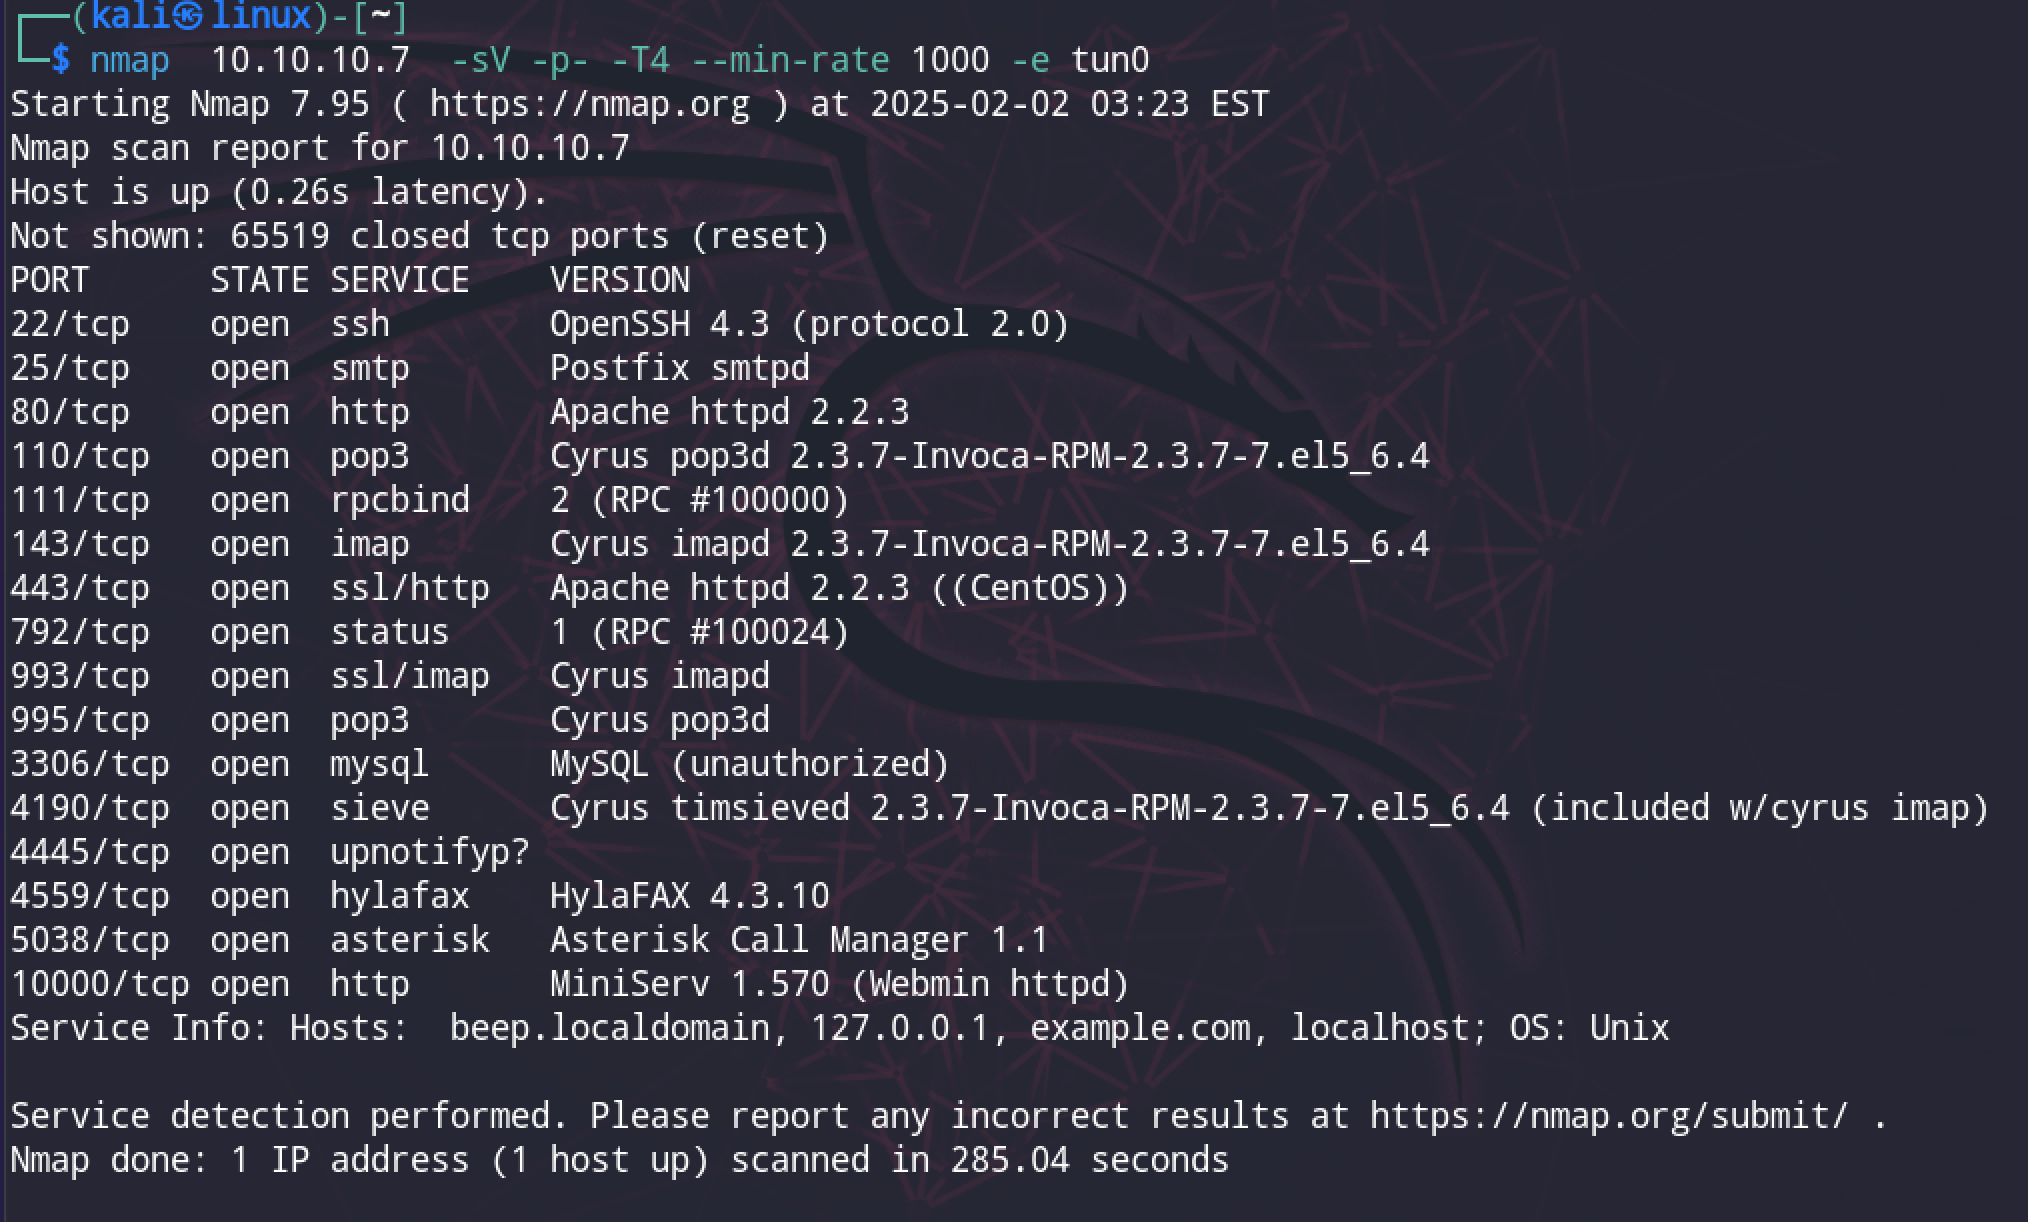 ┌──(kali㉿linux)-[~]
└─$ nmap  10.10.10.7  -sV -p- -T4 --min-rate 1000 -e tun0
Starting Nmap 7.95 ( https://nmap.org ) at 2025-02-02 03:23 EST
Nmap scan report for 10.10.10.7
Host is up (0.26s latency).
Not shown: 65519 closed tcp ports (reset)
PORT      STATE SERVICE    VERSION
22/tcp    open  ssh        OpenSSH 4.3 (protocol 2.0)
25/tcp    open  smtp       Postfix smtpd
80/tcp    open  http       Apache httpd 2.2.3
110/tcp   open  pop3       Cyrus pop3d 2.3.7-Invoca-RPM-2.3.7-7.el5_6.4
111/tcp   open  rpcbind    2 (RPC #100000)
143/tcp   open  imap       Cyrus imapd 2.3.7-Invoca-RPM-2.3.7-7.el5_6.4
443/tcp   open  ssl/http   Apache httpd 2.2.3 ((CentOS))
792/tcp   open  status     1 (RPC #100024)
993/tcp   open  ssl/imap   Cyrus imapd
995/tcp   open  pop3       Cyrus pop3d
3306/tcp  open  mysql      MySQL (unauthorized)
4190/tcp  open  sieve      Cyrus timsieved 2.3.7-Invoca-RPM-2.3.7-7.el5_6.4 (included w/cyrus imap)
4445/tcp  open  upnotifyp?
4559/tcp  open  hylafax    HylaFAX 4.3.10
5038/tcp  open  asterisk   Asterisk Call Manager 1.1
10000/tcp open  http       MiniServ 1.570 (Webmin httpd)
Service Info: Hosts:  beep.localdomain, 127.0.0.1, example.com, localhost; OS: Unix

Service detection performed. Please report any incorrect results at https://nmap.org/submit/ .
Nmap done: 1 IP address (1 host up) scanned in 285.04 seconds